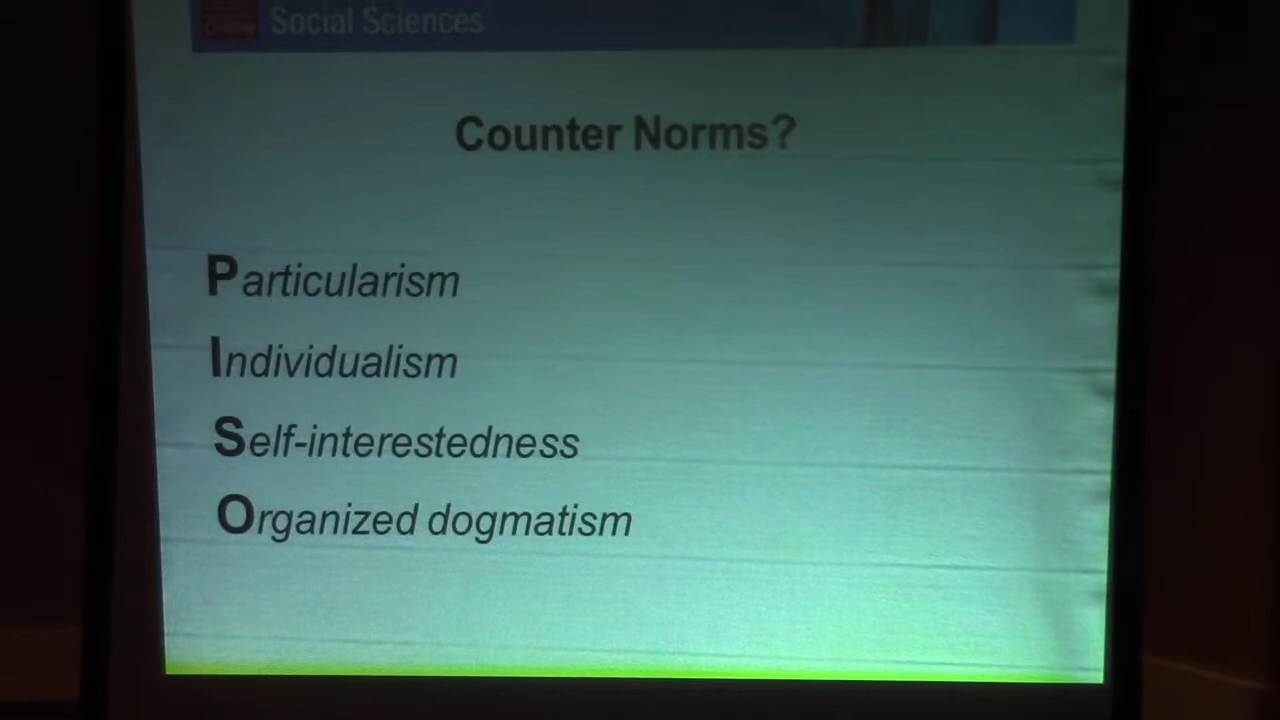 Social Sciences
Counter Norms?
Particularism
Individualism
Self-interestedness
Organized dogmatism